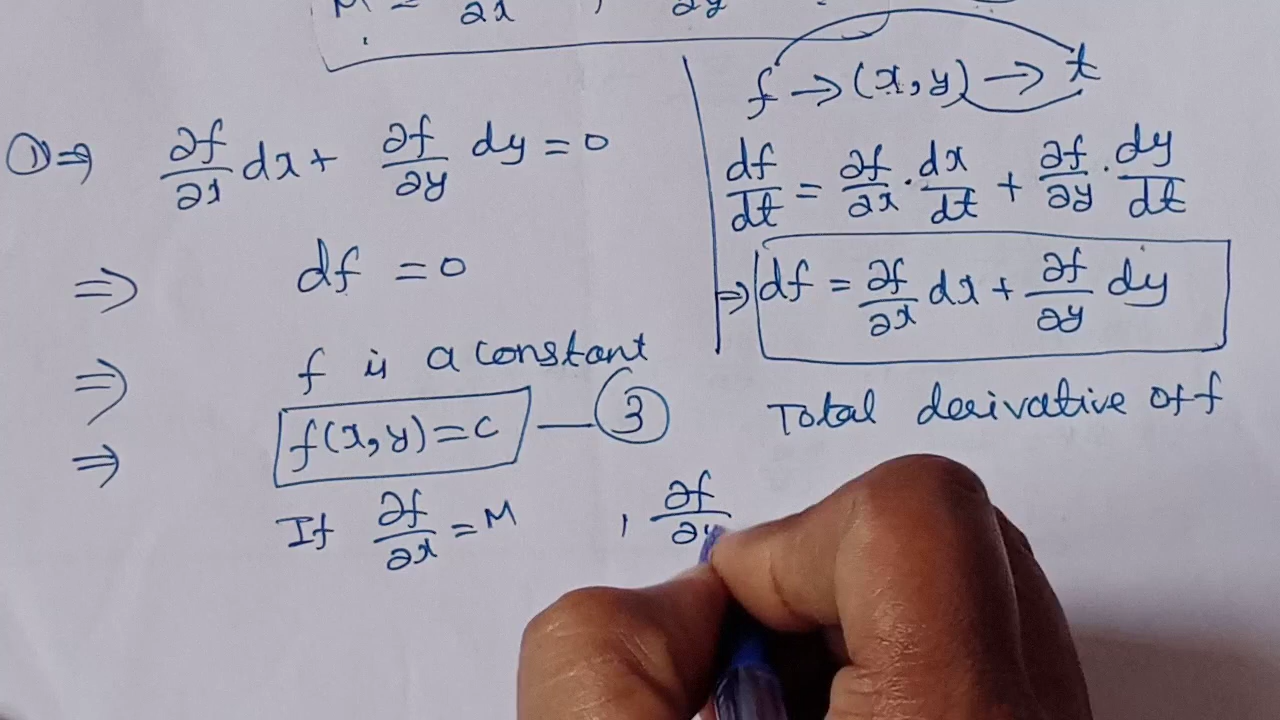 ∂x , ∂y
① ⇒ ∂f/∂x dx + ∂f/∂y dy = 0
⇒ df = 0
⇒ f is a constant
⇒ f(x,y) = c — ③
If ∂f/∂x = M , ∂f/∂y
f → (x,y) → t
df/dt = ∂f/∂x · dx/dt + ∂f/∂y · dy/dt
⇒ df = ∂f/∂x dx + ∂f/∂y dy
Total derivative of f